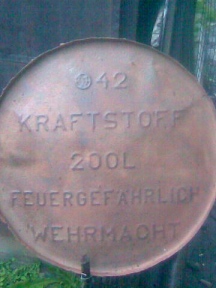 42
KRAFTSTOFF
200L
FEUERGEFÄHRLICH
WEHRMACHT